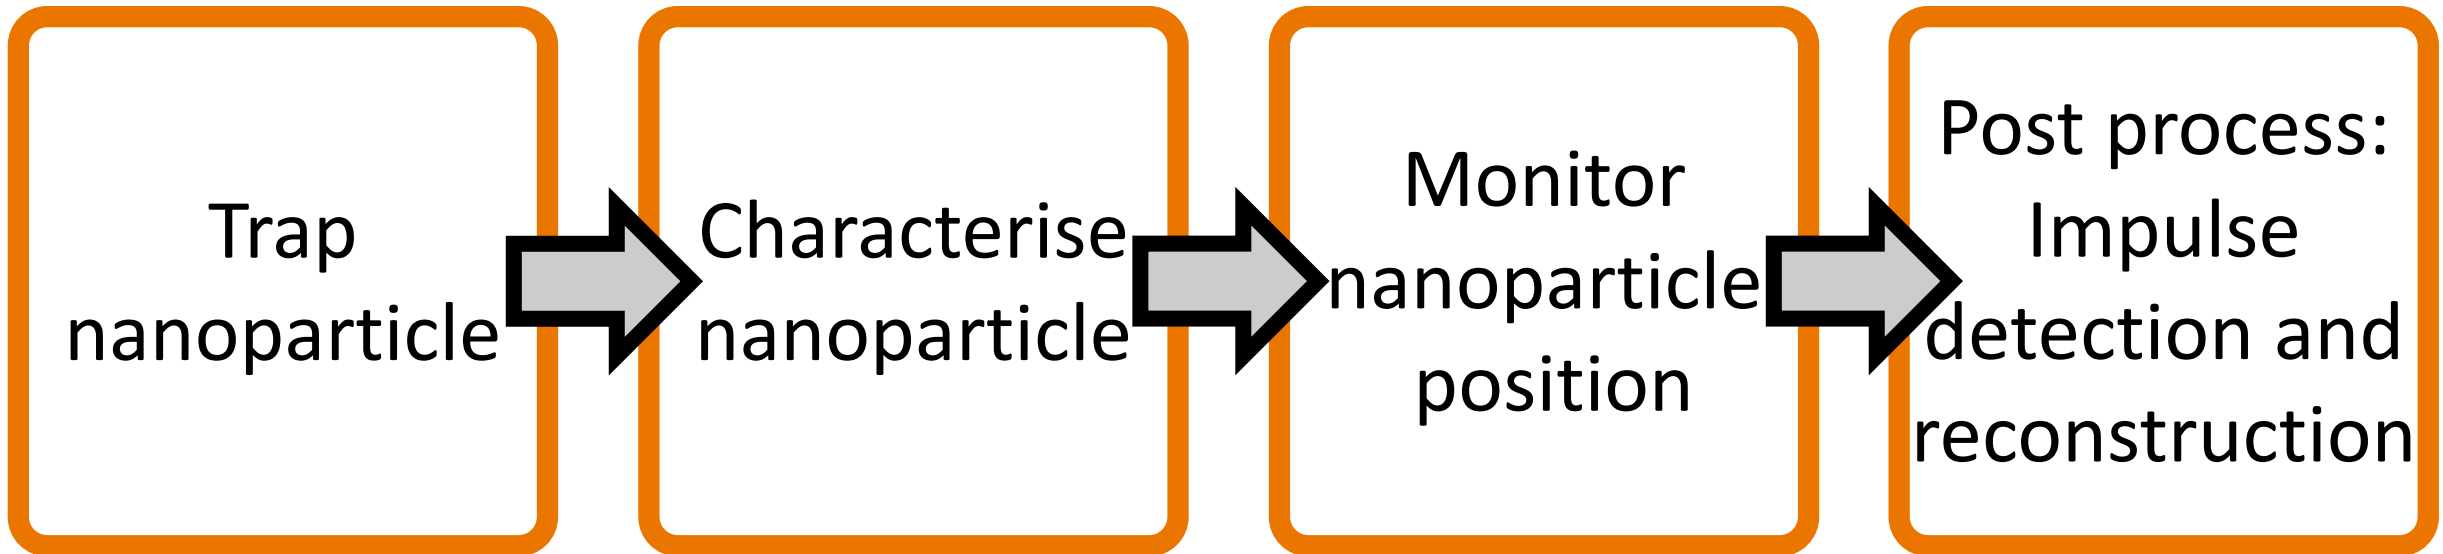 Trap
nanoparticle
Characterise
nanoparticle
Monitor
nanoparticle
position
Post process:
Impulse
detection and
reconstruction